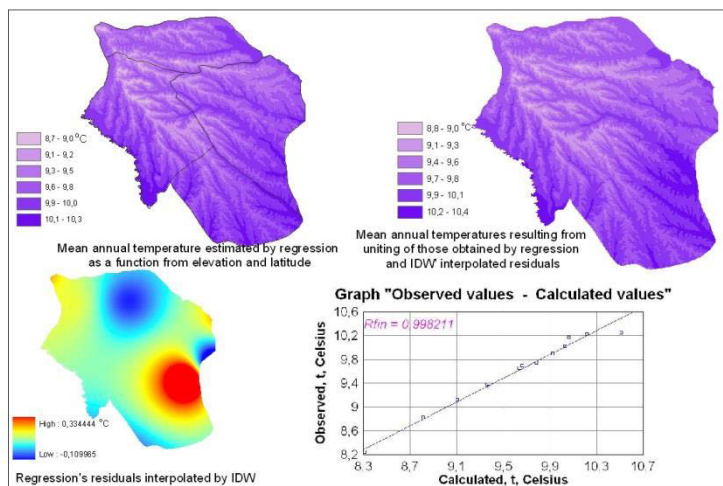 8,7 - 9,0 °C
9,1 - 9,2
9,3 - 9,5
9,6 - 9,8
9,9 - 10,0
10,1 - 10,3
Mean annual temperature estimated by regression
as a function from elevation and latitude
8,8 - 9,0 °C
9,1 - 9,3
9,4 - 9,6
9,7 - 9,8
9,9 - 10,1
10,2 - 10,4
Mean annual temperatures resulting from
uniting of those obtained by regression
and IDW' interpolated residuals
High : 0,334444 °C
Low : -0,109985
Regression's residuals interpolated by IDW
Graph "Observed values - Calculated values"
Rfin = 0,998211
Observed, t, Celsius
10,6
10,2
9,8
9,4
9
8,6
8,2
8.3
8,7
9,1
9,5
9,9
10.3
10.7
Calculated, t, Celsius